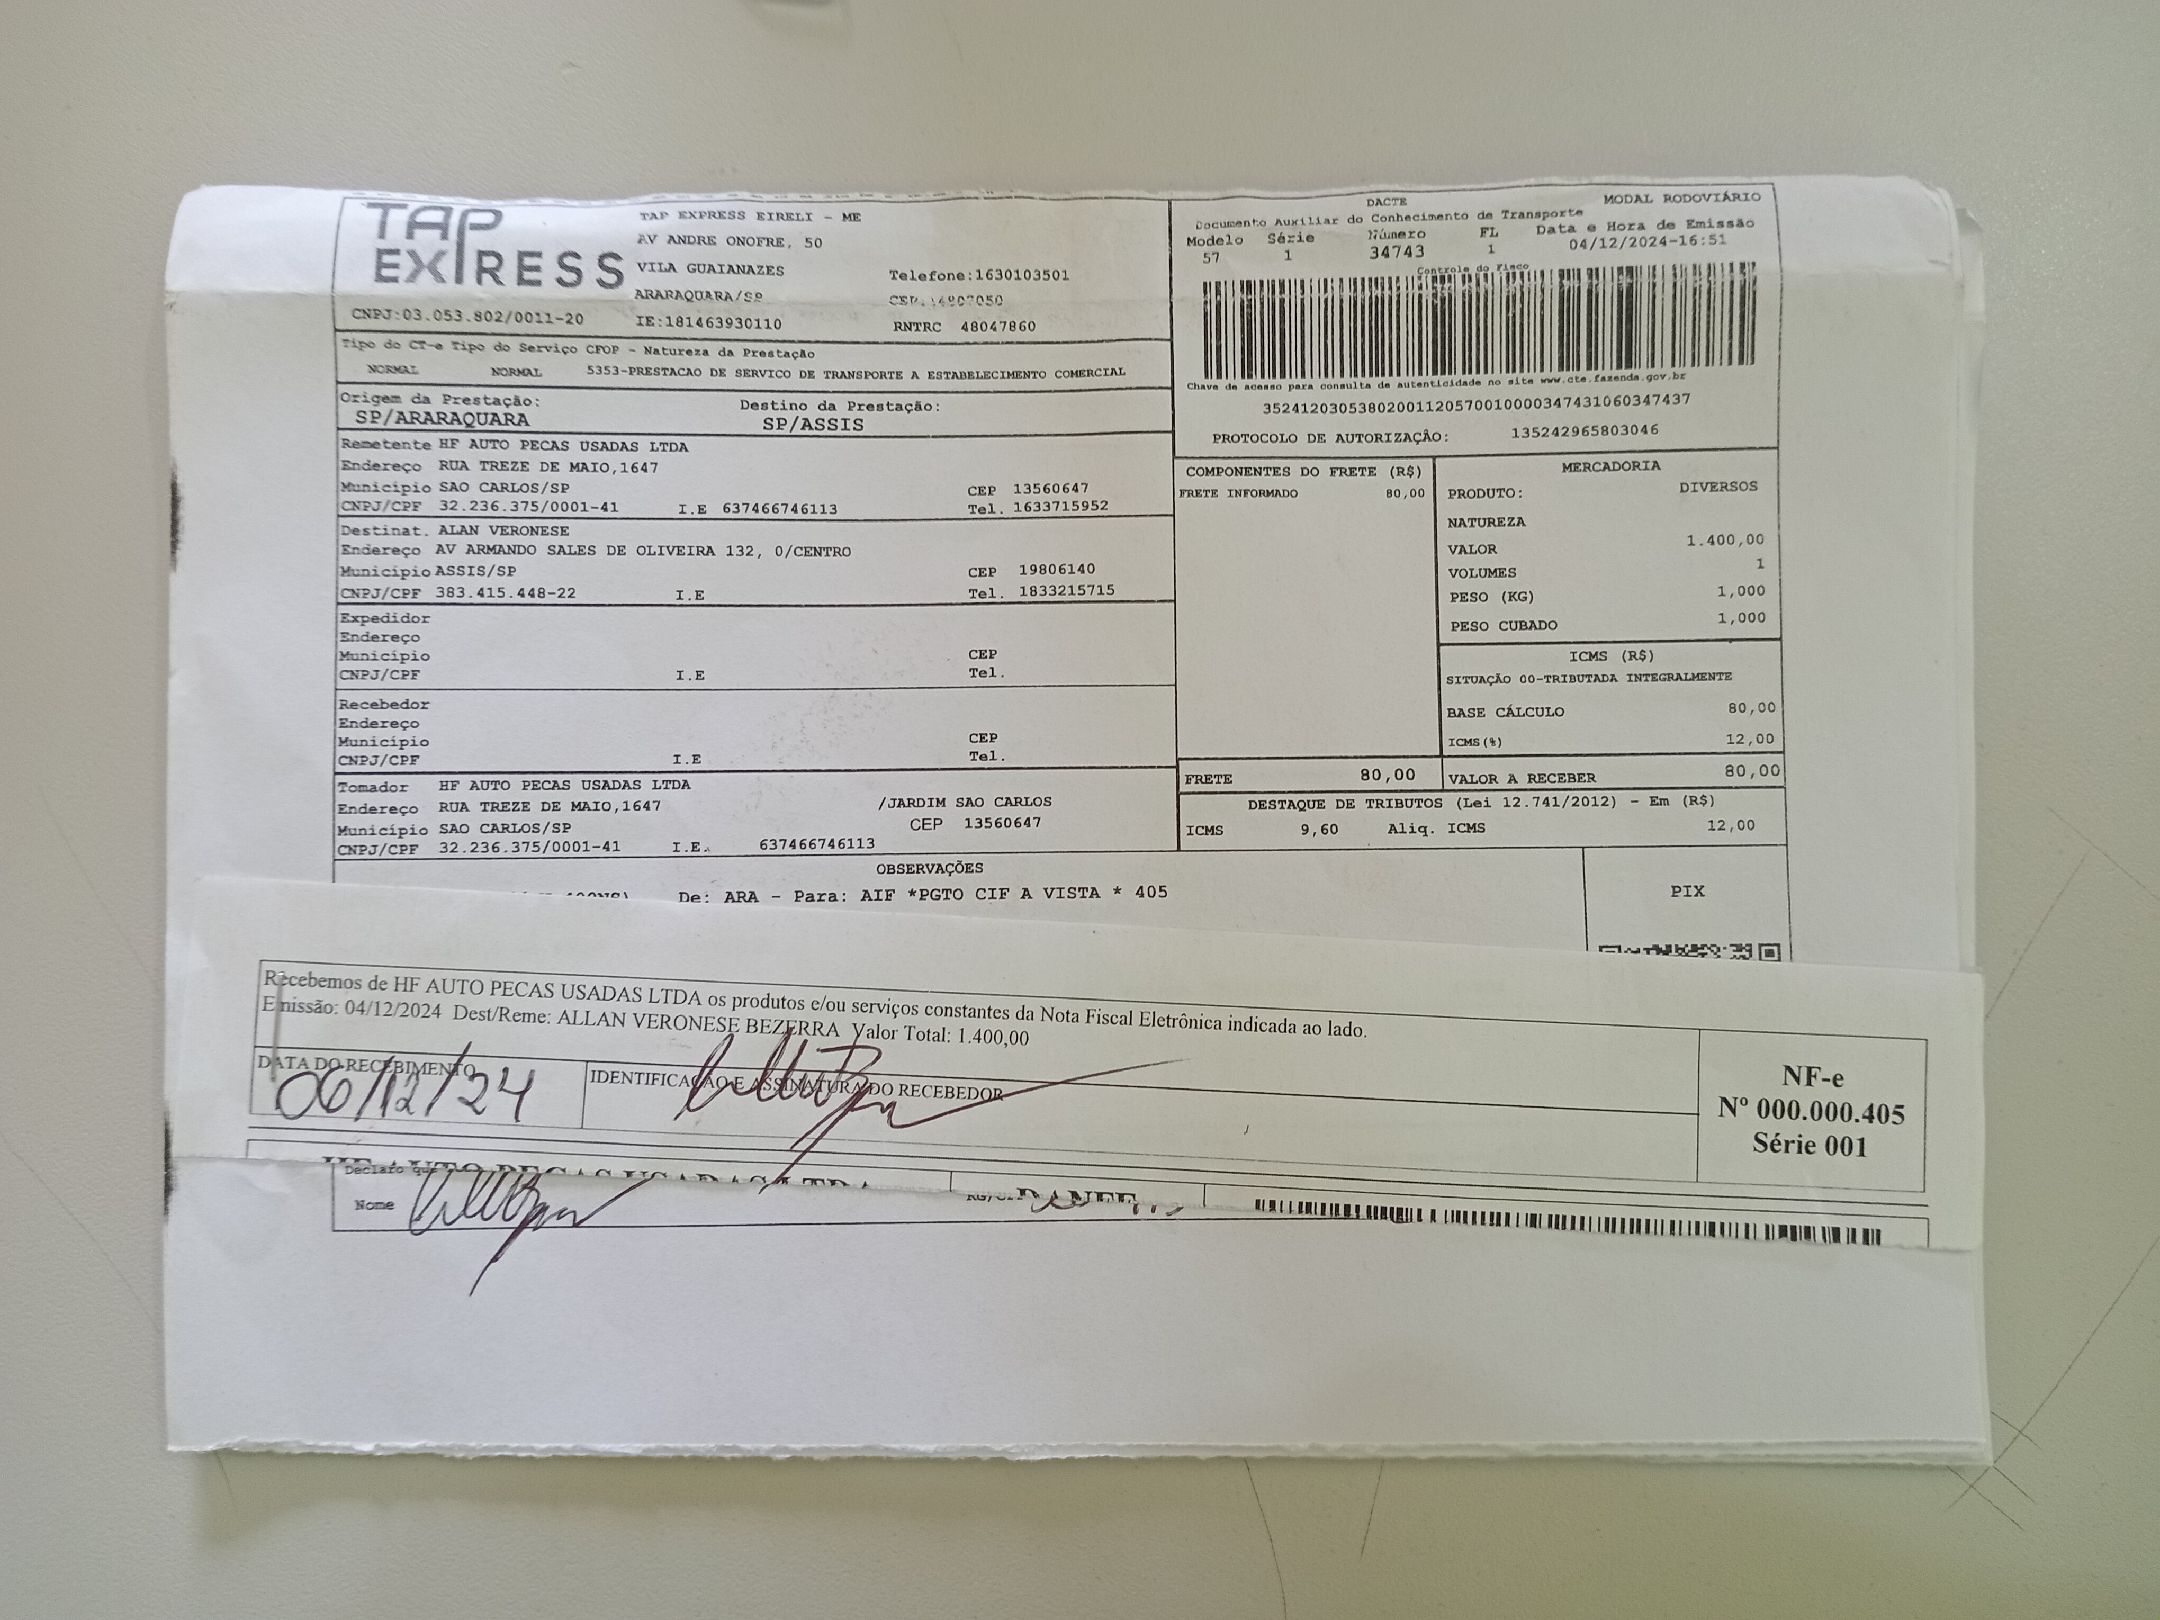 TAP EXPRESS
TAP EXPRESS EIRELI - ME
AV ANDRE ONOFRE, 50
VILA GUAIANAZES Telefone:1630103501
ARARAQUARA/SP CEP:14807050
CNPJ:03.053.802/0011-20 IE:181463930110 RNTRC 48047860
DACTE MODAL RODOVIÁRIO
Documento Auxiliar do Conhecimento de Transporte
Modelo Série Número FL Data e Hora de Emissão
57 1 34743 1 04/12/2024-16:51
Controle do Fisco
Chave de acesso para consulta de autenticidade no site www.cte.fazenda.gov.br
35241203053802001120570010000347431060347437
PROTOCOLO DE AUTORIZAÇÂO: 135242965803046
Tipo do CT-e Tipo do Serviço CFOP - Natureza da Prestação
NORMAL NORMAL 5353-PRESTACAO DE SERVICO DE TRANSPORTE A ESTABELECIMENTO COMERCIAL
Origem da Prestação: Destino da Prestação:
SP/ARARAQUARA SP/ASSIS
Remetente HF AUTO PECAS USADAS LTDA
Endereço RUA TREZE DE MAIO,1647
Município SAO CARLOS/SP CEP 13560647
CNPJ/CPF 32.236.375/0001-41 I.E 637466746113 Tel. 1633715952
Destinat. ALAN VERONESE
Endereço AV ARMANDO SALES DE OLIVEIRA 132, 0/CENTRO
Município ASSIS/SP CEP 19806140
CNPJ/CPF 383.415.448-22 I.E Tel. 1833215715
Expedidor
Endereço
Município CEP
CNPJ/CPF I.E Tel.
Recebedor
Endereço
Município CEP
CNPJ/CPF I.E Tel.
Tomador HF AUTO PECAS USADAS LTDA
Endereço RUA TREZE DE MAIO,1647 /JARDIM SAO CARLOS
Município SAO CARLOS/SP CEP 13560647
CNPJ/CPF 32.236.375/0001-41 I.E. 637466746113
COMPONENTES DO FRETE (R$)
FRETE INFORMADO 80,00
MERCADORIA
PRODUTO: DIVERSOS
NATUREZA
VALOR 1.400,00
VOLUMES 1
PESO (KG) 1,000
PESO CUBADO 1,000
ICMS (R$)
SITUAÇÃO 00-TRIBUTADA INTEGRALMENTE
BASE CÁLCULO 80,00
ICMS(%) 12,00
FRETE 80,00 VALOR A RECEBER 80,00
DESTAQUE DE TRIBUTOS (Lei 12.741/2012) - Em (R$)
ICMS 9,60 Aliq. ICMS 12,00
OBSERVAÇÕES
De: ARA - Para: AIF *PGTO CIF A VISTA * 405
PIX
Recebemos de HF AUTO PECAS USADAS LTDA os produtos e/ou serviços constantes da Nota Fiscal Eletrônica indicada ao lado.
Emissão: 04/12/2024 Dest/Reme: ALLAN VERONESE BEZERRA Valor Total: 1.400,00
DATA DO RECEBIMENTO IDENTIFICAÇÃO E ASSINATURA DO RECEBEDOR
06/12/24
NF-e
Nº 000.000.405
Série 001
HF AUTO PECAS USADAS LTDA DANFE
Declaro que
Nome